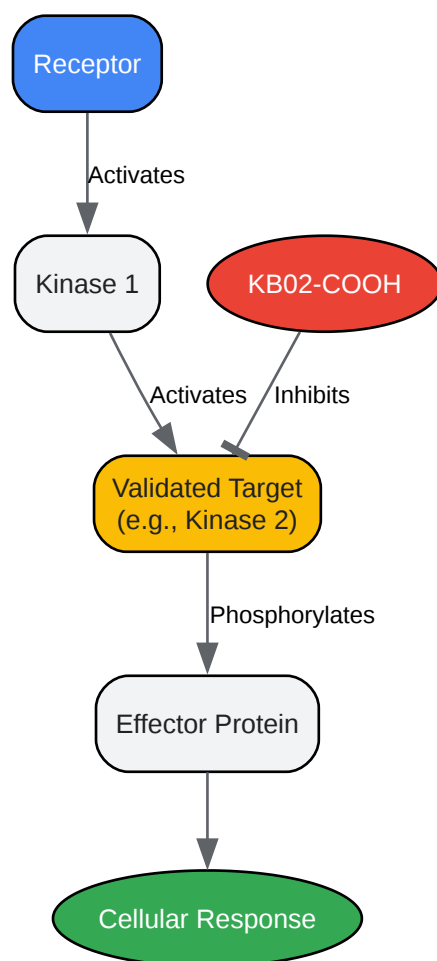 Receptor
Activates
Kinase 1
KB02-COOH
Activates
Inhibits
Validated Target
(e.g., Kinase 2)
Phosphorylates
Effector Protein
Cellular Response